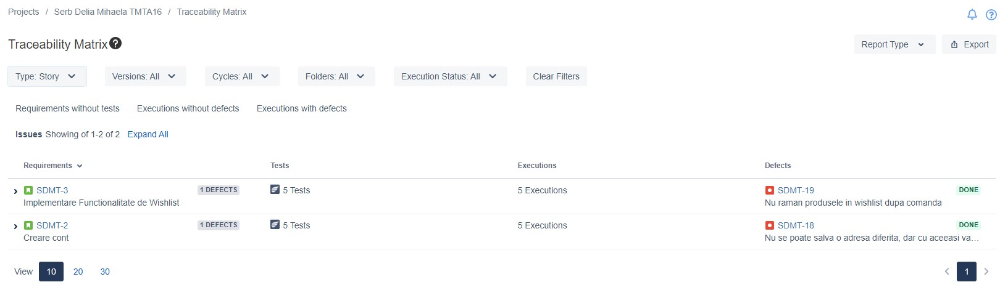 Projects / Serb Delia Mihaela TMTA16 / Traceability Matrix
Traceability Matrix
Report Type
Export
Type: Story
Versions: All
Cycles: All
Folders: All
Execution Status: All
Clear Filters
Requirements without tests
Executions without defects
Executions with defects
Issues Showing of 1-2 of 2 Expand All
Requirements
Tests
Executions
Defects
SDMT-3
1 DEFECTS
5 Tests
5 Executions
SDMT-19
DONE
Implementare Functionalitate de Wishlist
Nu raman produsele in wishlist dupa comanda
SDMT-2
1 DEFECTS
5 Tests
5 Executions
SDMT-18
DONE
Creare cont
Nu se poate salva o adresa diferita, dar cu aceeasi va...
View 10 20 30
1